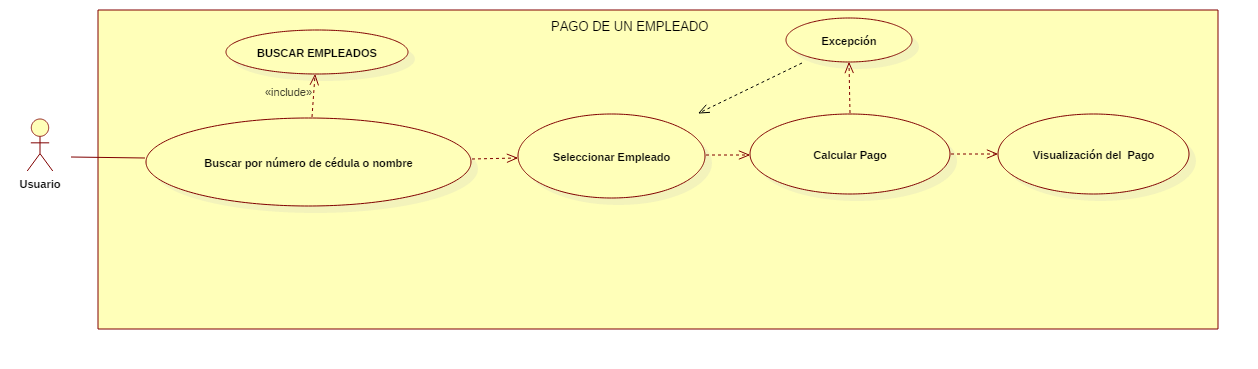 PAGO DE UN EMPLEADO
BUSCAR EMPLEADOS
Excepción
«include»
Buscar por número de cédula o nombre
Seleccionar Empleado
Calcular Pago
Visualización del  Pago
Usuario